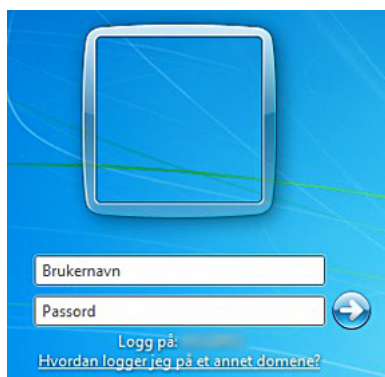 Brukernavn
Passord
Logg på:
Hvordan logger jeg på et annet domene?